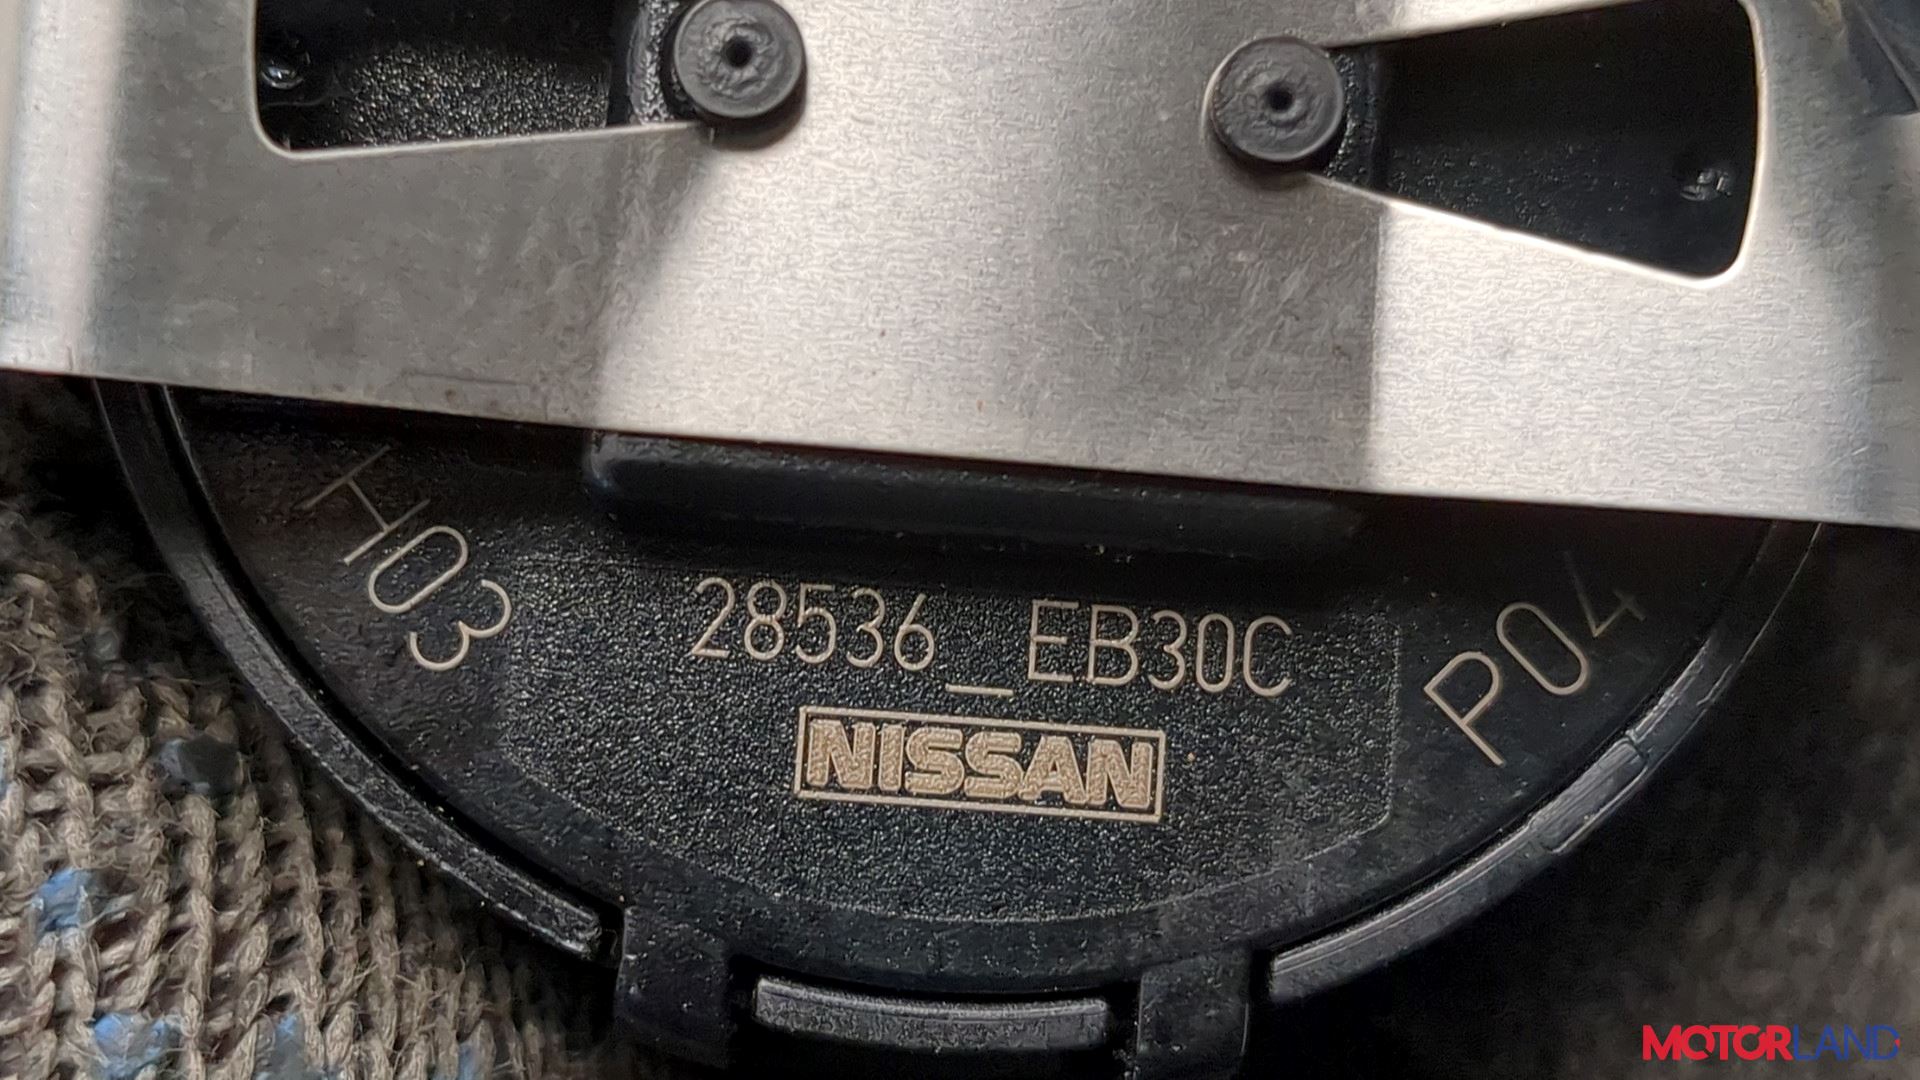 H03
28536_EB30C
P04
NISSAN
MOTORLAND